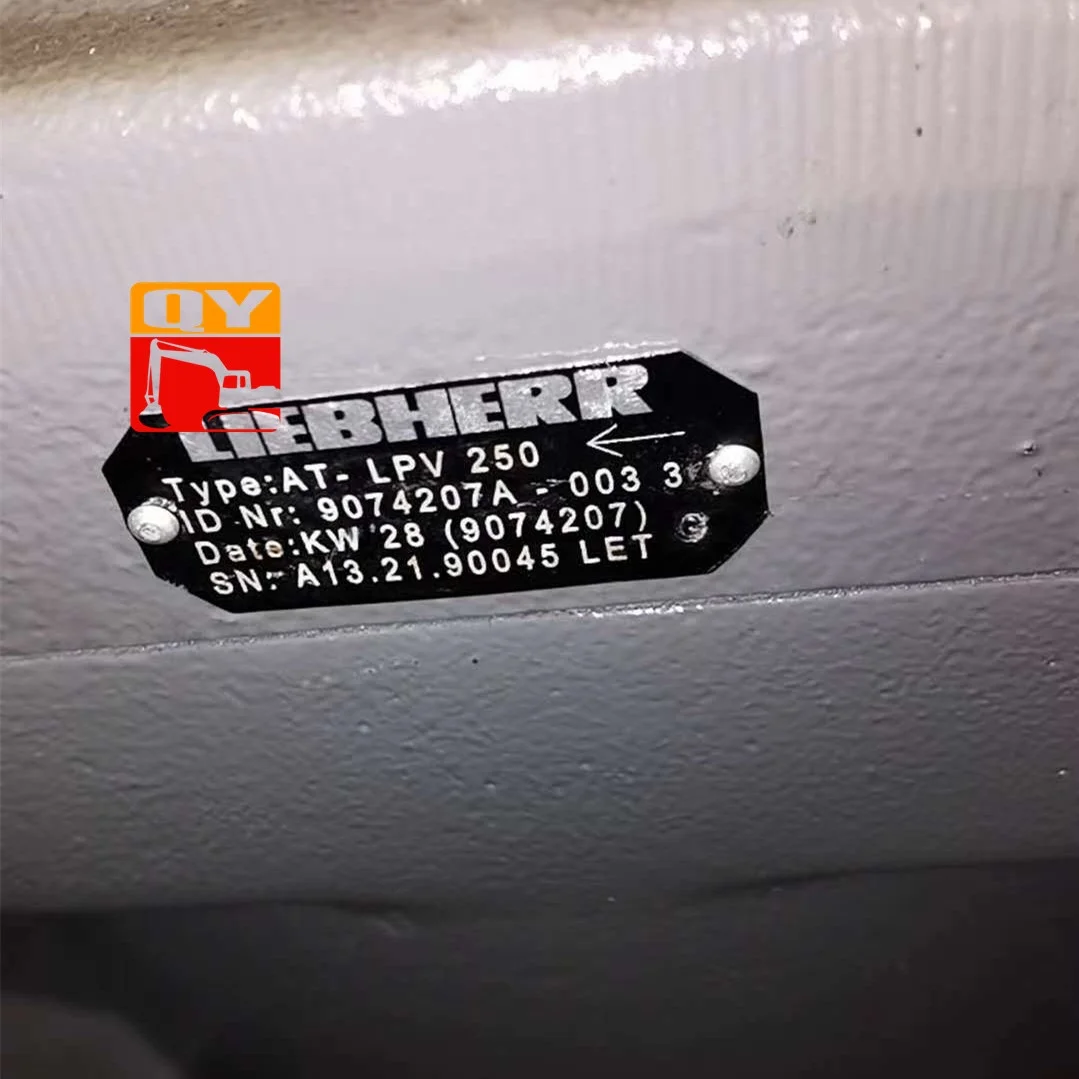 QY
LIEBHERR
Type:AT- LPV 250
ID Nr: 9074207A - 003 3
Date:KW 28 (9074207)
SN: A13.21.90045 LET